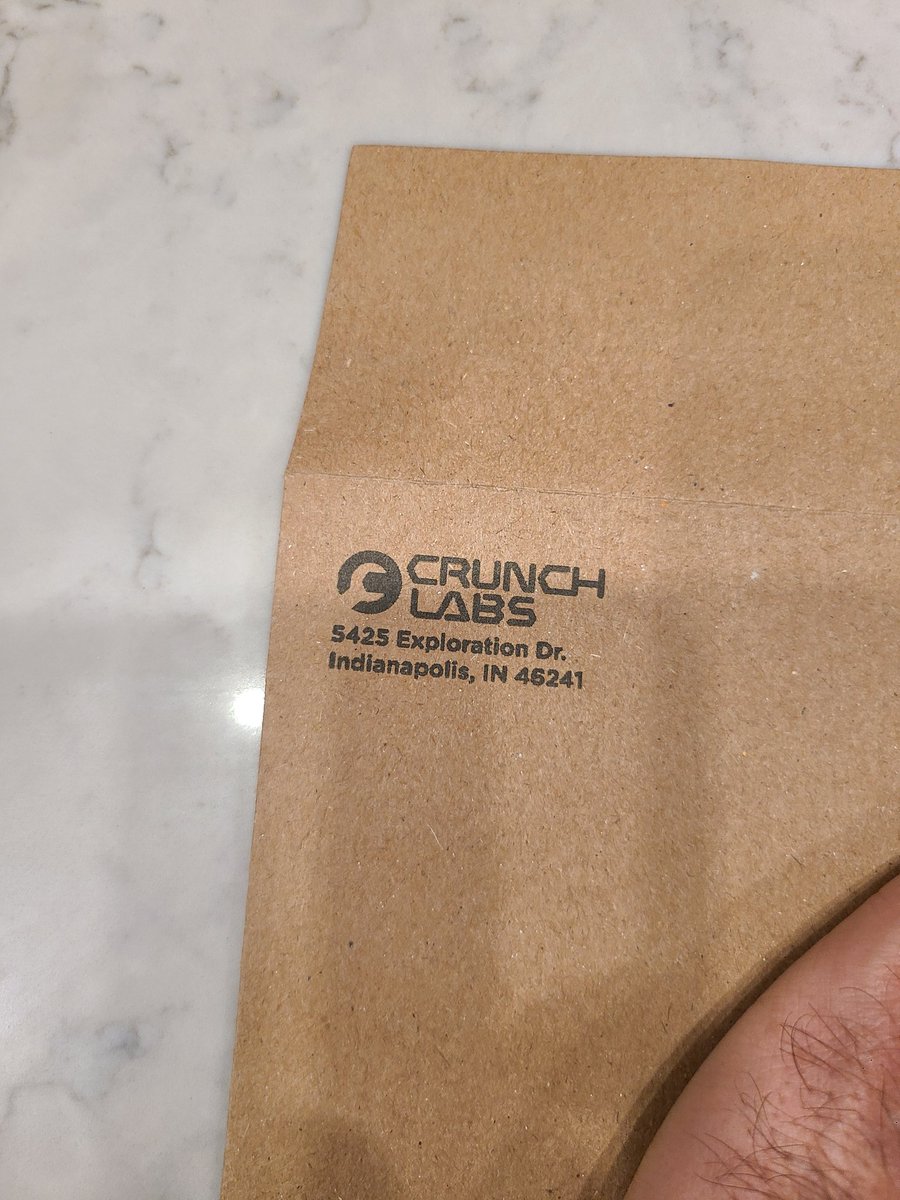 CRUNCH
LABS
5425 Exploration Dr.
Indianapolis, IN 46241